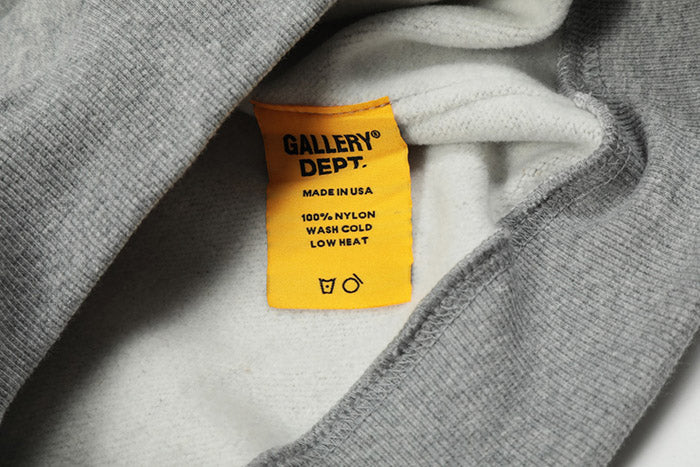 GALLERY®
DEPT.
MADE IN USA
100% NYLON
WASH COLD
LOW HEAT